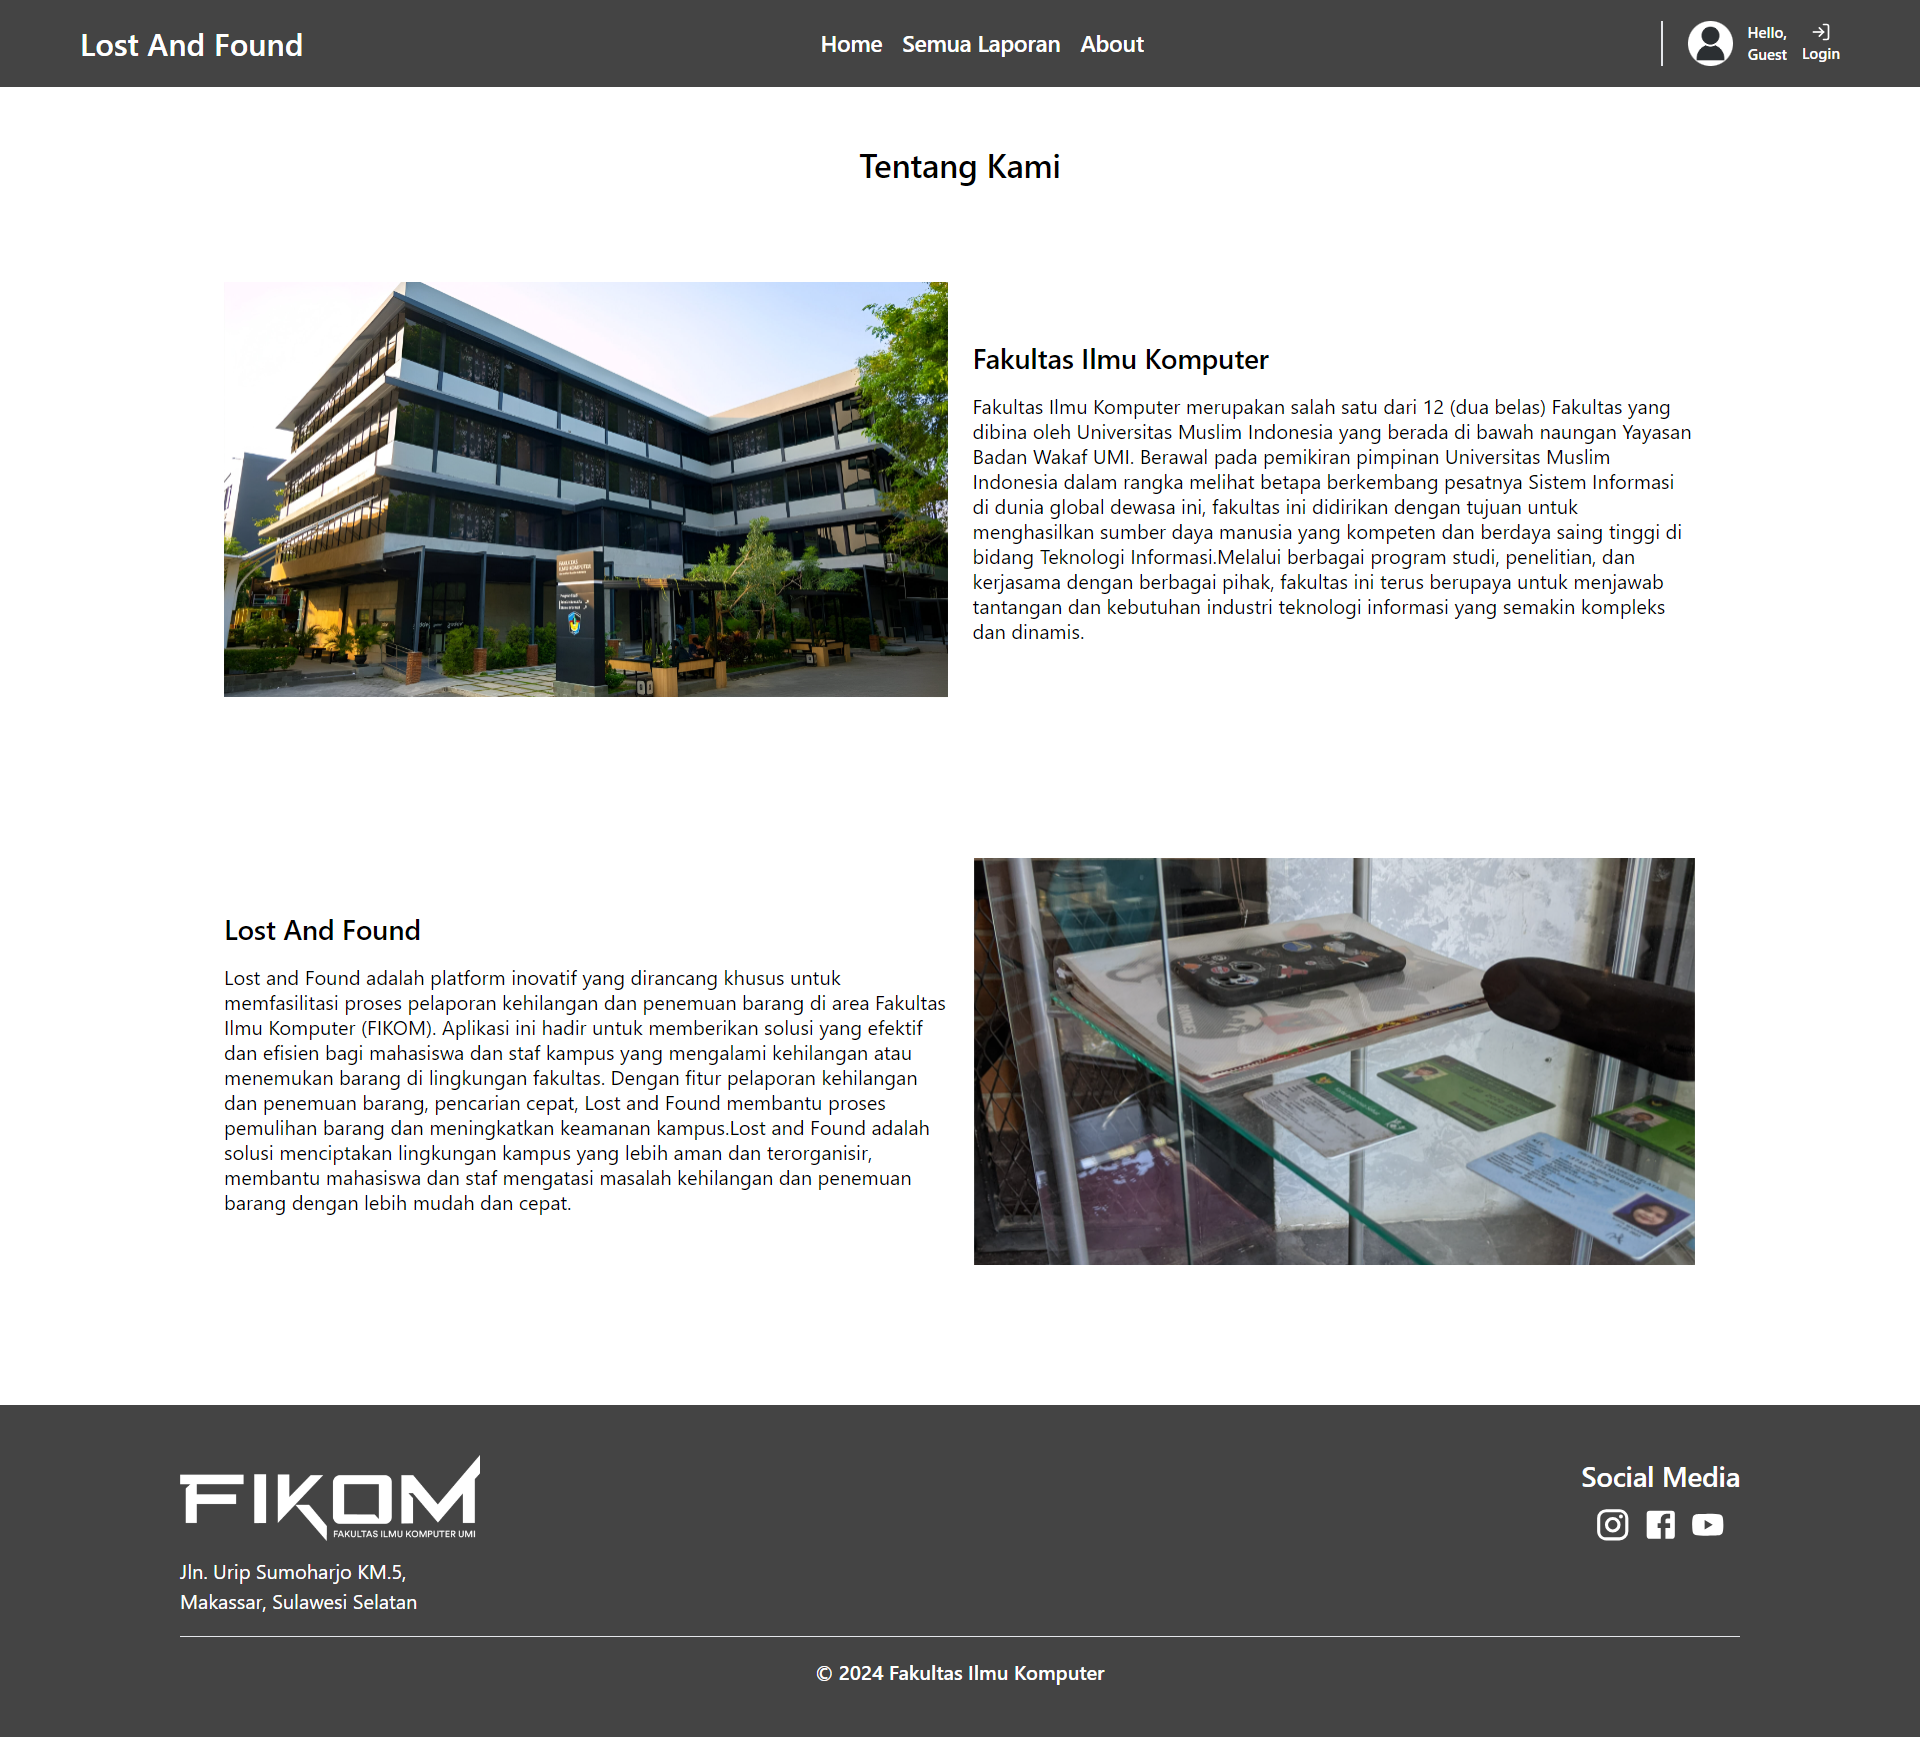 Lost And Found
Home Semua Laporan About
Hello,
Guest
Login
Tentang Kami
FAKULTAS
ILMU KOMPUTER
Fakultas Ilmu Komputer
Fakultas Ilmu Komputer merupakan salah satu dari 12 (dua belas) Fakultas yang
dibina oleh Universitas Muslim Indonesia yang berada di bawah naungan Yayasan
Badan Wakaf UMI. Berawal pada pemikiran pimpinan Universitas Muslim
Indonesia dalam rangka melihat betapa berkembang pesatnya Sistem Informasi
di dunia global dewasa ini, fakultas ini didirikan dengan tujuan untuk
menghasilkan sumber daya manusia yang kompeten dan berdaya saing tinggi di
bidang Teknologi Informasi.Melalui berbagai program studi, penelitian, dan
kerjasama dengan berbagai pihak, fakultas ini terus berupaya untuk menjawab
tantangan dan kebutuhan industri teknologi informasi yang semakin kompleks
dan dinamis.
Lost And Found
Lost and Found adalah platform inovatif yang dirancang khusus untuk
memfasilitasi proses pelaporan kehilangan dan penemuan barang di area Fakultas
Ilmu Komputer (FIKOM). Aplikasi ini hadir untuk memberikan solusi yang efektif
dan efisien bagi mahasiswa dan staf kampus yang mengalami kehilangan atau
menemukan barang di lingkungan fakultas. Dengan fitur pelaporan kehilangan
dan penemuan barang, pencarian cepat, Lost and Found membantu proses
pemulihan barang dan meningkatkan keamanan kampus.Lost and Found adalah
solusi menciptakan lingkungan kampus yang lebih aman dan terorganisir,
membantu mahasiswa dan staf mengatasi masalah kehilangan dan penemuan
barang dengan lebih mudah dan cepat.
FIKOM
FAKULTAS ILMU KOMPUTER UMI
Jln. Urip Sumoharjo KM.5,
Makassar, Sulawesi Selatan
Social Media
© 2024 Fakultas Ilmu Komputer